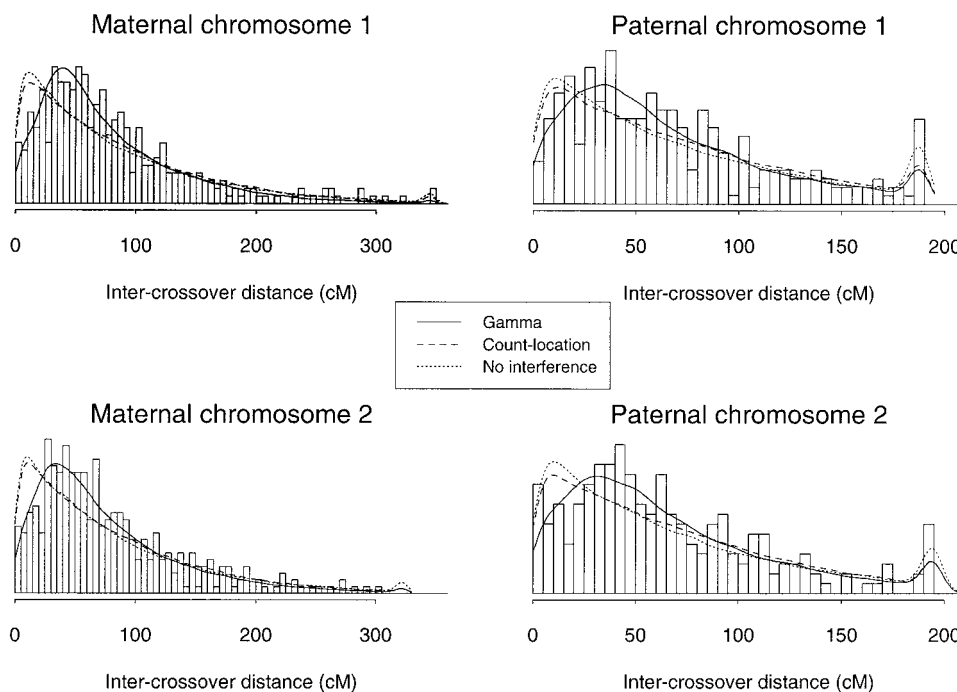 Maternal chromosome 1
Paternal chromosome 1
0 100 200 300
0 50 100 150 200
Inter-crossover distance (cM)
Inter-crossover distance (cM)
Gamma
Count-location
No interference
Maternal chromosome 2
Paternal chromosome 2
0 100 200 300
0 50 100 150 200
Inter-crossover distance (cM)
Inter-crossover distance (cM)